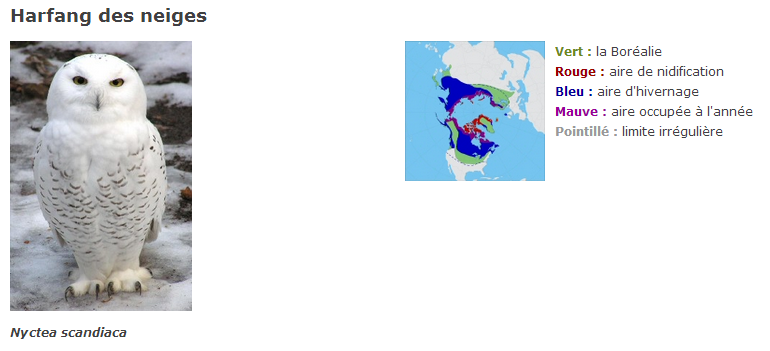 Harfang des neiges
Vert : la Boréalie
Rouge : aire de nidification
Bleu : aire d'hivernage
Mauve : aire occupée à l'année
Pointillé : limite irrégulière
Nyctea scandiaca